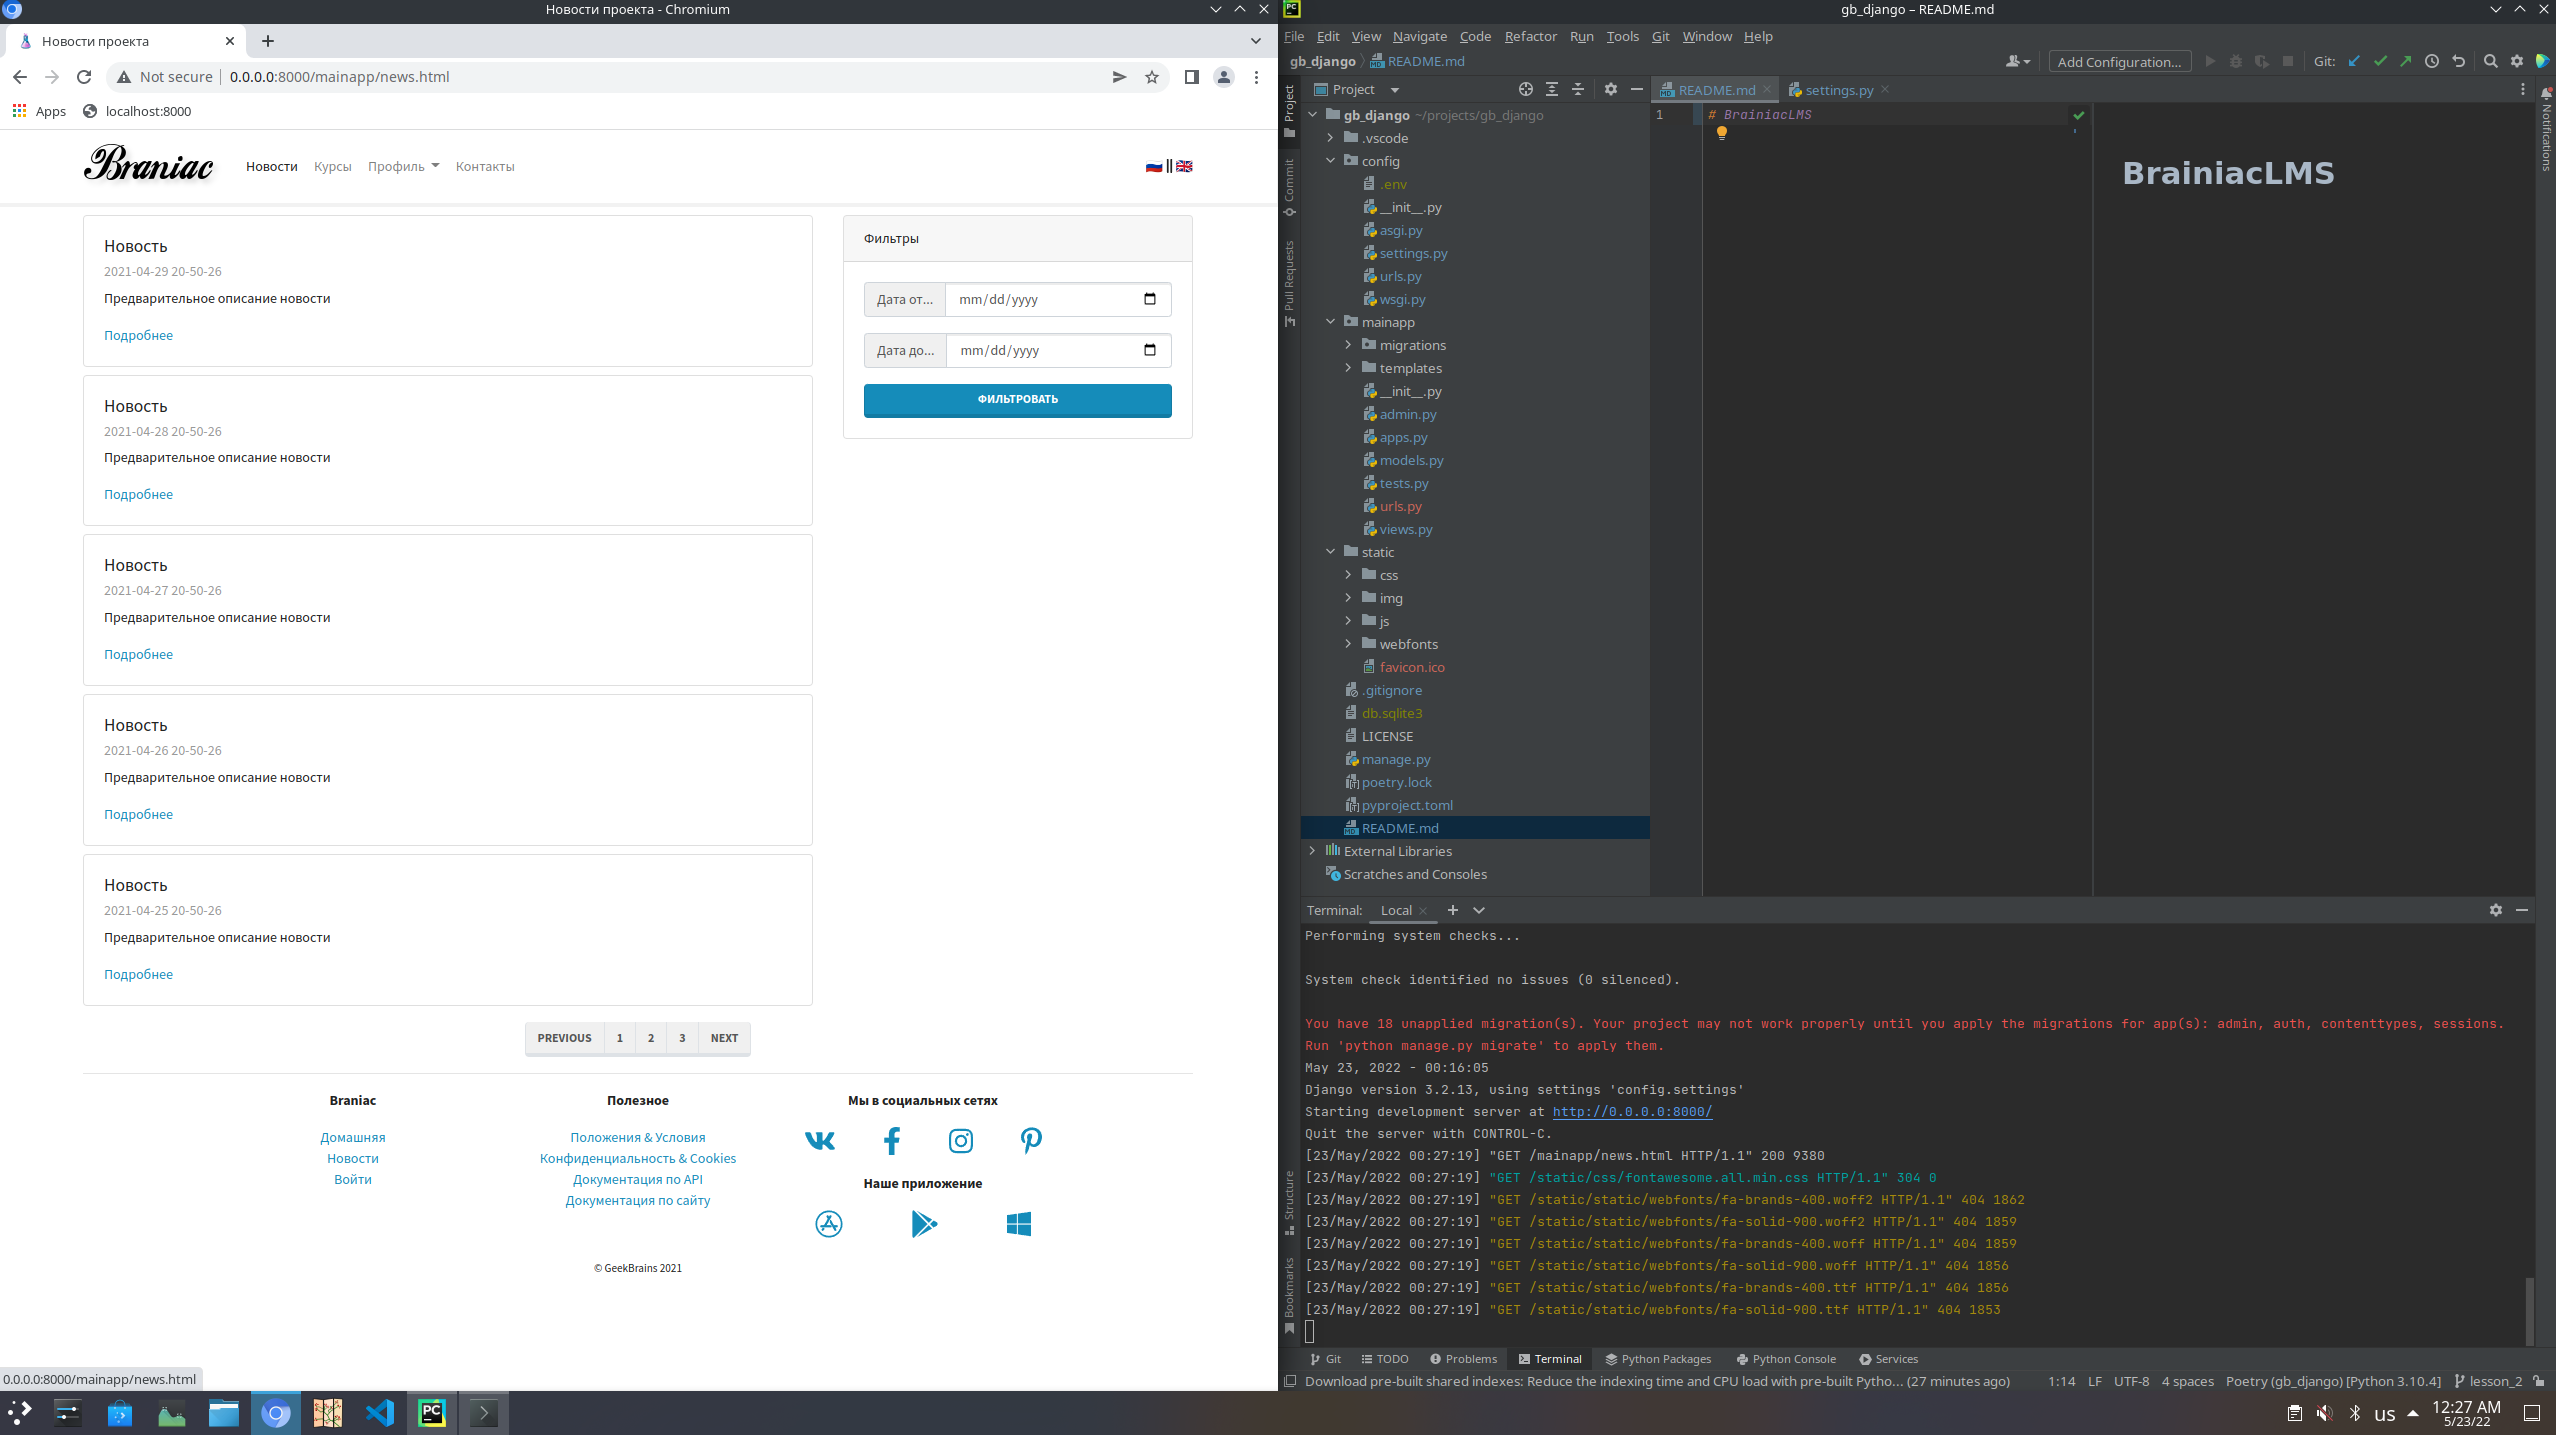 Новости проекта - Chromium
Новости проекта
Not secure
0.0.0.0:8000/mainapp/news.html
Apps
localhost:8000
Braniac
Новости
Курсы
Профиль
Контакты
||
Новость
2021-04-29 20-50-26
Предварительное описание новости
Подробнее
Новость
2021-04-28 20-50-26
Предварительное описание новости
Подробнее
Новость
2021-04-27 20-50-26
Предварительное описание новости
Подробнее
Новость
2021-04-26 20-50-26
Предварительное описание новости
Подробнее
Новость
2021-04-25 20-50-26
Предварительное описание новости
Подробнее
Фильтры
Дата от...
mm/dd/yyyy
Дата до...
mm/dd/yyyy
ФИЛЬТРОВАТЬ
PREVIOUS 1 2 3 NEXT
Braniac
Домашняя
Новости
Войти
Полезное
Положения & Условия
Конфиденциальность & Cookies
Документация по API
Документация по сайту
Мы в социальных сетях
Наше приложение
© GeekBrains 2021
0.0.0.0:8000/mainapp/news.html
gb_django – README.md
File Edit View Navigate Code Refactor Run Tools Git Window Help
gb_django
README.md
Add Configuration...
Git:
Project
Commit
Pull Requests
Structure
Bookmarks
Notifications
Project
README.md
settings.py
gb_django ~/projects/gb_django
.vscode
config
.env
__init__.py
asgi.py
settings.py
urls.py
wsgi.py
mainapp
migrations
templates
__init__.py
admin.py
apps.py
models.py
tests.py
urls.py
views.py
static
css
img
js
webfonts
favicon.ico
.gitignore
db.sqlite3
LICENSE
manage.py
poetry.lock
pyproject.toml
README.md
External Libraries
Scratches and Consoles
1 # BrainiacLMS
BrainiacLMS
Terminal: Local
Performing system checks...
System check identified no issues (0 silenced).
You have 18 unapplied migration(s). Your project may not work properly until you apply the migrations for app(s): admin, auth, contenttypes, sessions.
Run 'python manage.py migrate' to apply them.
May 23, 2022 - 00:16:05
Django version 3.2.13, using settings 'config.settings'
Starting development server at http://0.0.0.0:8000/
Quit the server with CONTROL-C.
[23/May/2022 00:27:19] "GET /mainapp/news.html HTTP/1.1" 200 9380
[23/May/2022 00:27:19] "GET /static/css/fontawesome.all.min.css HTTP/1.1" 304 0
[23/May/2022 00:27:19] "GET /static/static/webfonts/fa-brands-400.woff2 HTTP/1.1" 404 1862
[23/May/2022 00:27:19] "GET /static/static/webfonts/fa-solid-900.woff2 HTTP/1.1" 404 1859
[23/May/2022 00:27:19] "GET /static/static/webfonts/fa-brands-400.woff HTTP/1.1" 404 1859
[23/May/2022 00:27:19] "GET /static/static/webfonts/fa-solid-900.woff HTTP/1.1" 404 1856
[23/May/2022 00:27:19] "GET /static/static/webfonts/fa-brands-400.ttf HTTP/1.1" 404 1856
[23/May/2022 00:27:19] "GET /static/static/webfonts/fa-solid-900.ttf HTTP/1.1" 404 1853
Git TODO Problems Terminal Python Packages Python Console Services
Download pre-built shared indexes: Reduce the indexing time and CPU load with pre-built Pytho... (27 minutes ago)
1:14 LF UTF-8 4 spaces Poetry (gb_django) [Python 3.10.4] lesson_2
us
12:27 AM
5/23/22